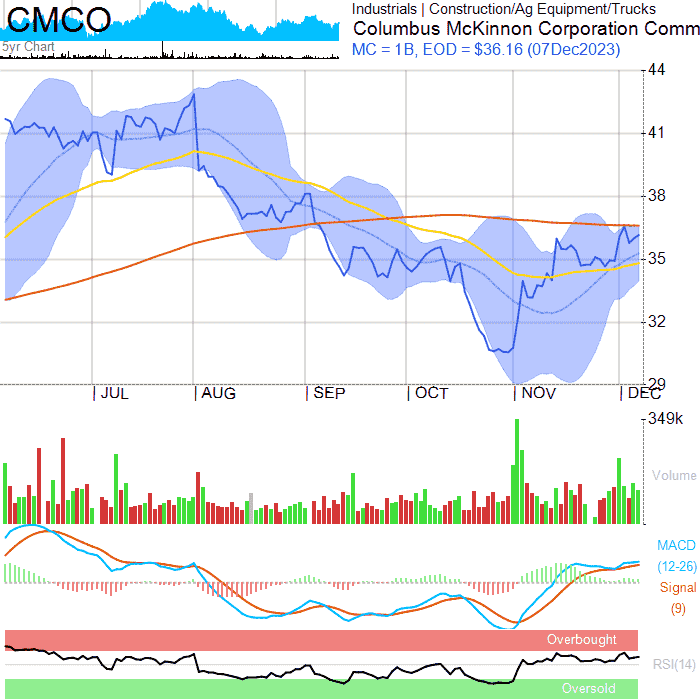 CMCO
5yr Chart
Industrials | Construction/Ag Equipment/Trucks
Columbus McKinnon Corporation Comm
MC = 1B, EOD = $36.16 (07Dec2023)
44
41
38
35
32
29
JUL AUG SEP OCT NOV DEC
349k
Volume
MACD
(12-26)
Signal
(9)
Overbought
RSI(14)
Oversold